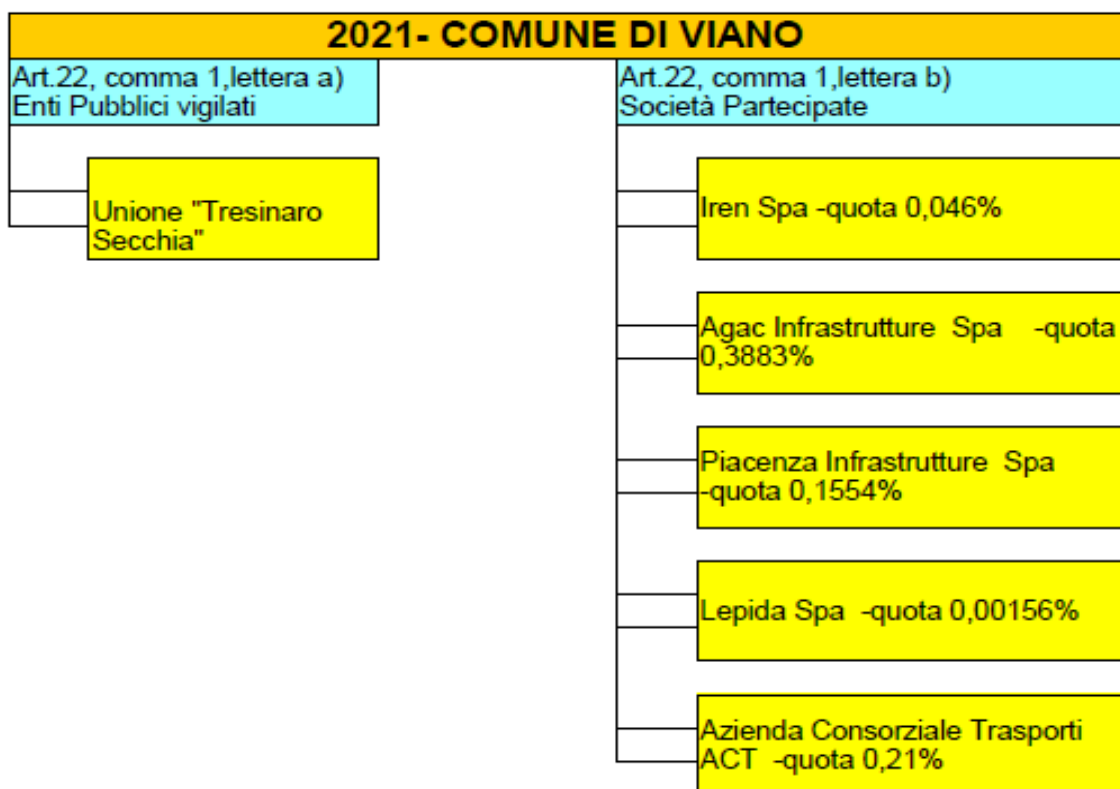 2021- COMUNE DI VIANO
Art.22, comma 1,lettera a)
Enti Pubblici vigilati
Unione "Tresinaro
Secchia"
Art.22, comma 1,lettera b)
Società Partecipate
Iren Spa -quota 0,046%
Agac Infrastrutture Spa -quota
0,3883%
Piacenza Infrastrutture Spa
-quota 0,1554%
Lepida Spa -quota 0,00156%
Azienda Consorziale Trasporti
ACT -quota 0,21%